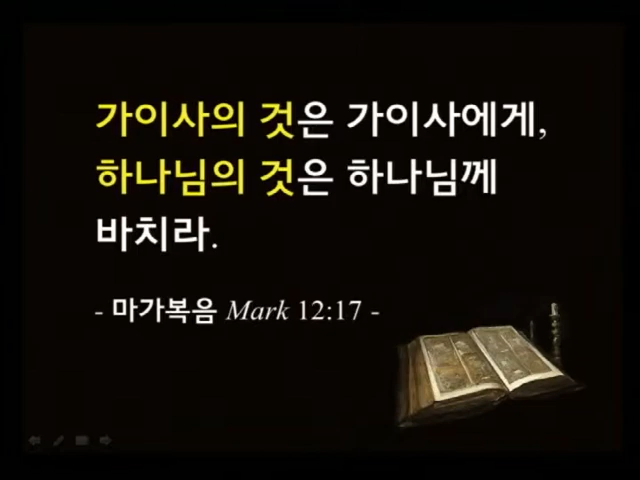 가이사의 것은 가이사에게,
하나님의 것은 하나님께
바치라.
- 마가복음 Mark 12:17 -